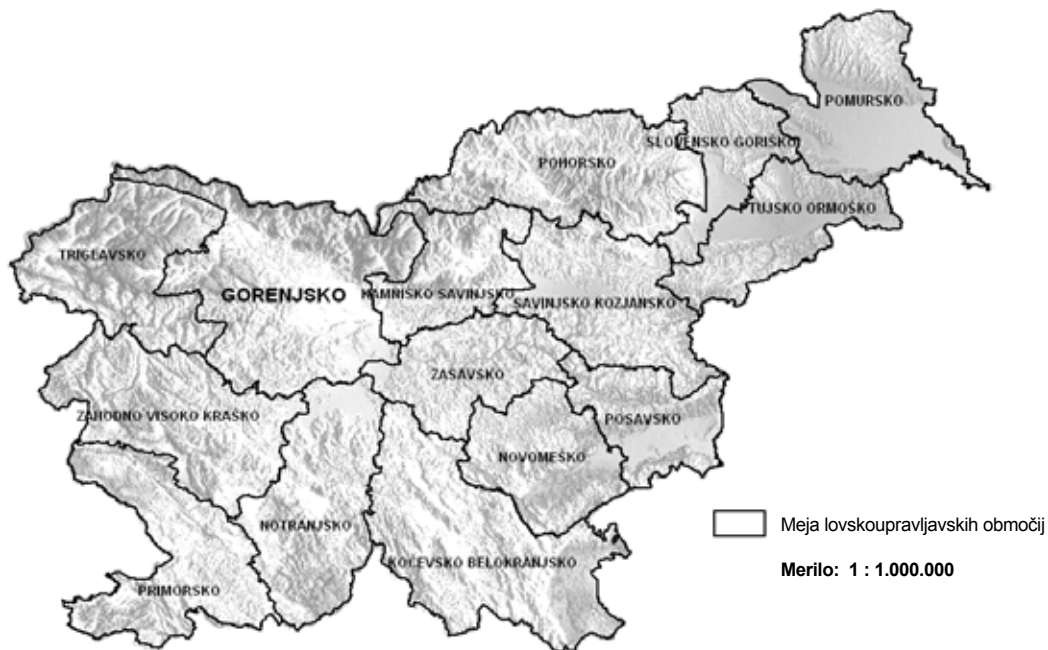 POMURSKO
SLOVENSKO GORIŠKO
POHORSKO
PTUJSKO ORMOŠKO
TRIGLAVSKO
GORENJSKO
KAMNIŠKO SAVINJSKO
SAVINJSKO KOZJANSKO
ZASAVSKO
ZAHODNO VISOKO KRAŠKO
POSAVSKO
NOVOMEŠKO
NOTRANJSKO
Meja lovskoupravljavskih območij
KOČEVSKO BELOKRANJSKO
Merilo: 1 : 1.000.000
PRIMORSKO